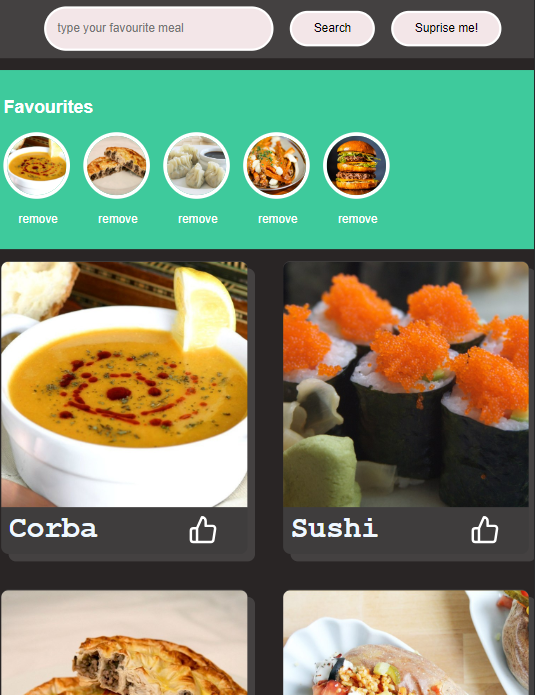 type your favourite meal
Search
Suprise me!
Favourites
remove
remove
remove
remove
remove
Corba
Sushi